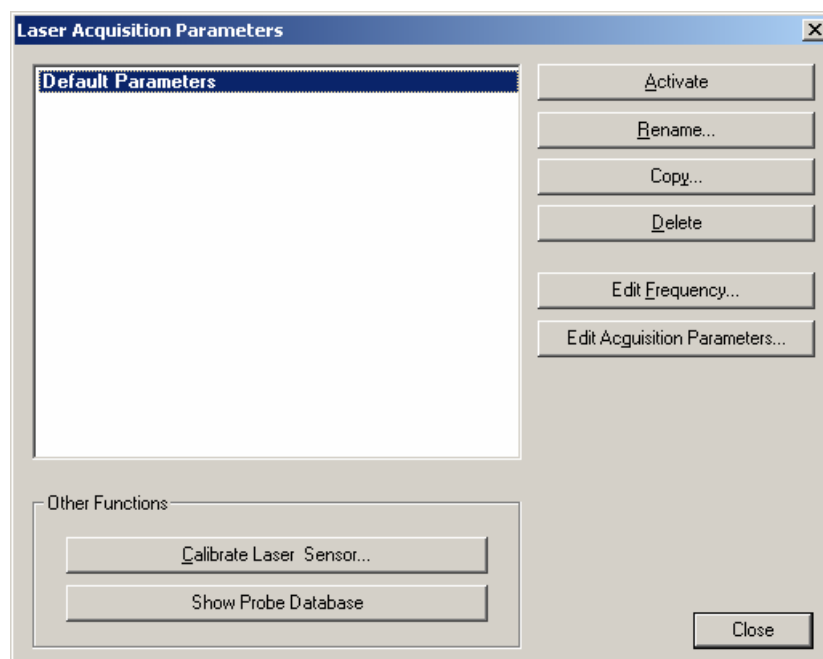 Laser Acquisition Parameters
Default Parameters
Activate
Rename...
Copy...
Delete
Edit Frequency...
Edit Acquisition Parameters...
Other Functions
Calibrate Laser Sensor...
Show Probe Database
Close